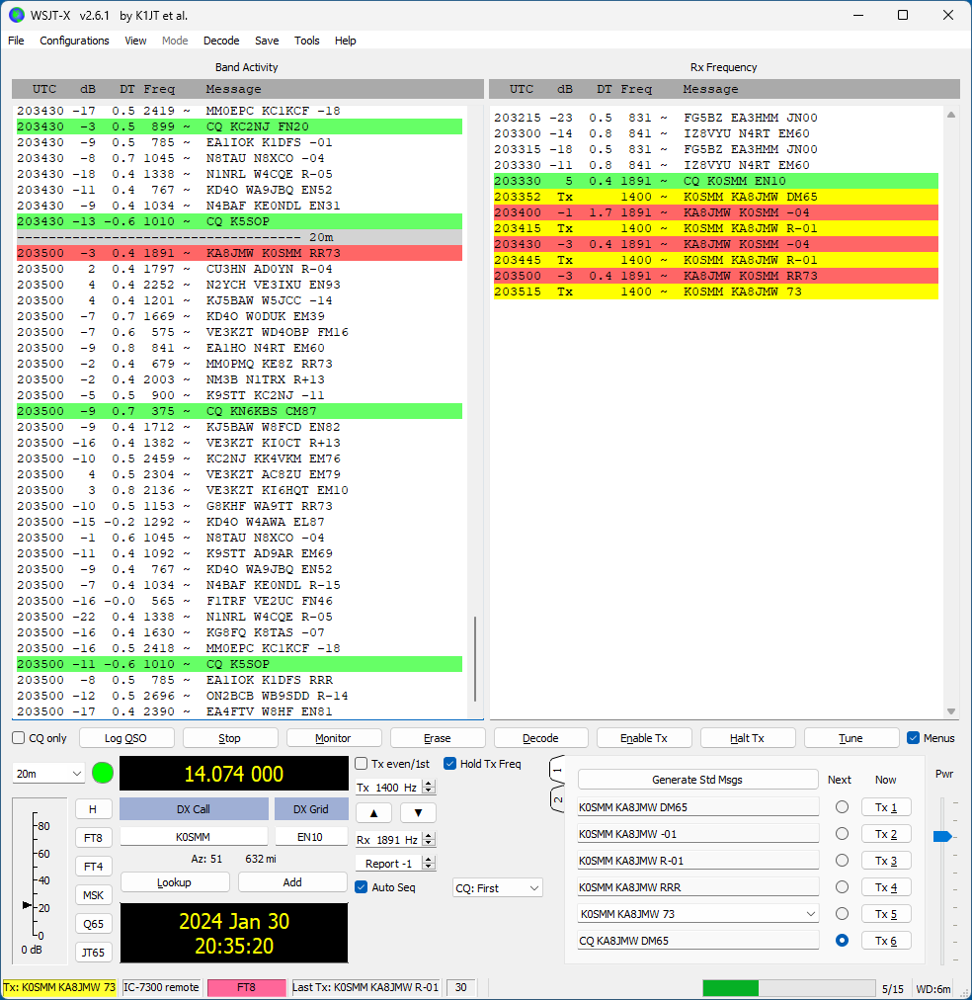 WSJT-X v2.6.1 by K1JT et al.
File Configurations View Mode Decode Save Tools Help
Band Activity
UTC dB DT Freq Message
203430 -17 0.5 2419 ~ MM0EPC KC1KCF -18
203430 -3 0.5 899 ~ CQ KC2NJ FN20
203430 -9 0.5 785 ~ EA1IOK K1DFS -01
203430 -8 0.7 1045 ~ N8TAU N8XCO -04
203430 -18 0.4 1338 ~ N1NRL W4CQE R-05
203430 -11 0.4 767 ~ KD4O WA9JBQ EN52
203430 -9 0.4 1034 ~ N4BAF KE0NDL EN31
203430 -13 -0.6 1010 ~ CQ K5SOP
------------------------------------ 20m
203500 -3 0.4 1891 ~ KA8JMW K0SMM RR73
203500 2 0.4 1797 ~ CU3HN AD0YN R-04
203500 4 0.4 2252 ~ N2YCH VE3IXU EN93
203500 4 0.4 1201 ~ KJ5BAW W5JCC -14
203500 -7 0.7 1669 ~ KD4O W0DUK EM39
203500 -7 0.6 575 ~ VE3KZT WD4OBP FM16
203500 -9 0.8 841 ~ EA1HO N4RT EM60
203500 -2 0.4 679 ~ MM0PMQ KE8Z RR73
203500 -2 0.4 2003 ~ NM3B N1TRX R+13
203500 -5 0.5 900 ~ K9STT KC2NJ -11
203500 -9 0.7 375 ~ CQ KN6KBS CM87
203500 -9 0.4 1712 ~ KJ5BAW W8FCD EN82
203500 -16 0.4 1382 ~ VE3KZT KI0CT R+13
203500 -10 0.5 2459 ~ KC2NJ KK4VKM EM76
203500 4 0.5 2304 ~ VE3KZT AC8ZU EM79
203500 3 0.8 2136 ~ VE3KZT KI6HQT EM10
203500 -10 0.5 1153 ~ G8KHF WA9TT RR73
203500 -15 -0.2 1292 ~ KD4O W4AWA EL87
203500 -1 0.6 1045 ~ N8TAU N8XCO -04
203500 -11 0.4 1092 ~ K9STT AD9AR EM69
203500 -9 0.4 767 ~ KD4O WA9JBQ EN52
203500 -7 0.4 1034 ~ N4BAF KE0NDL R-15
203500 -16 -0.0 565 ~ F1TRF VE2UC FN46
203500 -22 0.4 1338 ~ N1NRL W4CQE R-05
203500 -16 0.4 1630 ~ KG8FQ K8TAS -07
203500 -16 0.5 2418 ~ MM0EPC KC1KCF -18
203500 -11 -0.6 1010 ~ CQ K5SOP
203500 -8 0.5 785 ~ EA1IOK K1DFS RRR
203500 -12 0.5 2696 ~ ON2BCB WB9SDD R-14
203500 -17 0.4 2390 ~ EA4FTV W8HF EN81
Rx Frequency
UTC dB DT Freq Message
203215 -23 0.5 831 ~ FG5BZ EA3HMM JN00
203300 -14 0.8 841 ~ IZ8VYU N4RT EM60
203315 -18 0.5 831 ~ FG5BZ EA3HMM JN00
203330 -11 0.8 841 ~ IZ8VYU N4RT EM60
203330 5 0.4 1891 ~ CQ K0SMM EN10
203352 Tx 1400 ~ K0SMM KA8JMW DM65
203400 -1 1.7 1891 ~ KA8JMW K0SMM -04
203415 Tx 1400 ~ K0SMM KA8JMW R-01
203430 -3 0.4 1891 ~ KA8JMW K0SMM -04
203445 Tx 1400 ~ K0SMM KA8JMW R-01
203500 -3 0.4 1891 ~ KA8JMW K0SMM RR73
203515 Tx 1400 ~ K0SMM KA8JMW 73
CQ only Log QSO Stop Monitor Erase Decode Enable Tx Halt Tx Tune Menus
20m
14.074 000
Tx even/1st Hold Tx Freq
Tx 1400 Hz
▲ ▼
Rx 1891 Hz
Report -1
Auto Seq CQ: First
H
FT8
FT4
MSK
Q65
JT65
-80
-60
-40
-20
-0
0 dB
DX Call DX Grid
K0SMM EN10
Az: 51 632 mi
Lookup Add
2024 Jan 30
20:35:20
1
2
Generate Std Msgs Next Now Pwr
K0SMM KA8JMW DM65 Tx 1
K0SMM KA8JMW -01 Tx 2
K0SMM KA8JMW R-01 Tx 3
K0SMM KA8JMW RRR Tx 4
K0SMM KA8JMW 73 Tx 5
CQ KA8JMW DM65 Tx 6
Tx: K0SMM KA8JMW 73 IC-7300 remote FT8 Last Tx: K0SMM KA8JMW R-01 30 5/15 WD:6m